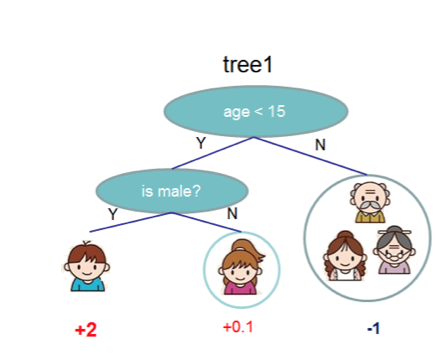 tree1
age < 15
Y
N
is male?
Y
N
+2
+0.1
-1